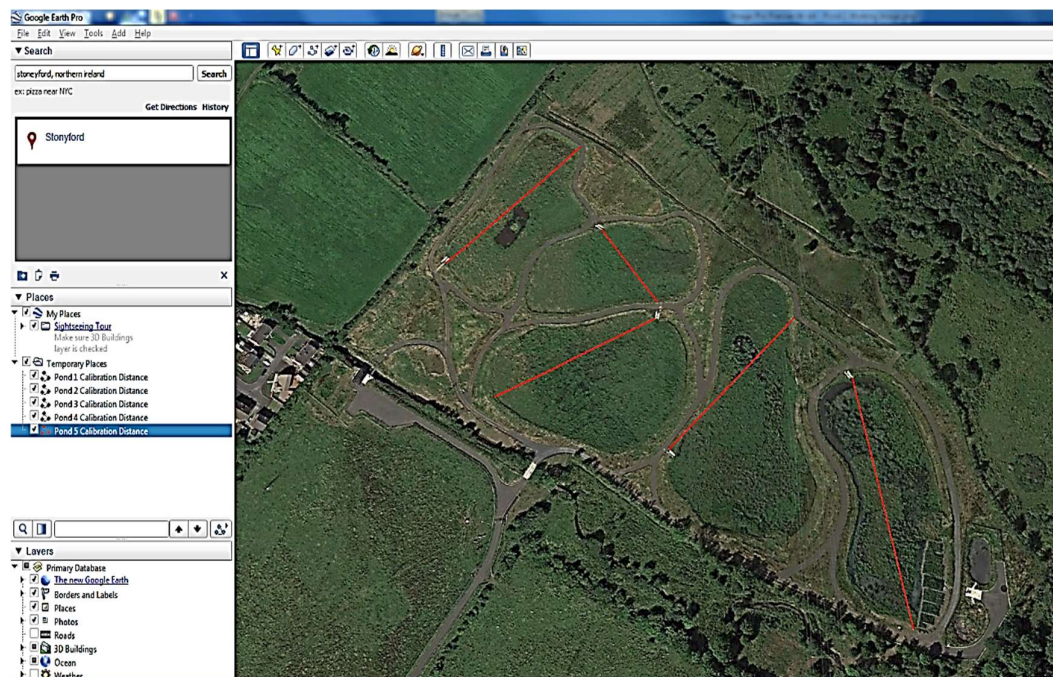 Google Earth Pro
File Edit View Tools Add Help
▼ Search
stoneyford, northern ireland
Search
ex: pizza near NYC
Get Directions History
Stonyford
▼ Places
My Places
Sightseeing Tour
Make sure 3D Buildings
layer is checked
Temporary Places
Pond 1 Calibration Distance
Pond 2 Calibration Distance
Pond 3 Calibration Distance
Pond 4 Calibration Distance
Pond 5 Calibration Distance
▼ Layers
Primary Database
The new Google Earth
Borders and Labels
Places
Photos
Roads
3D Buildings
Ocean
Weather